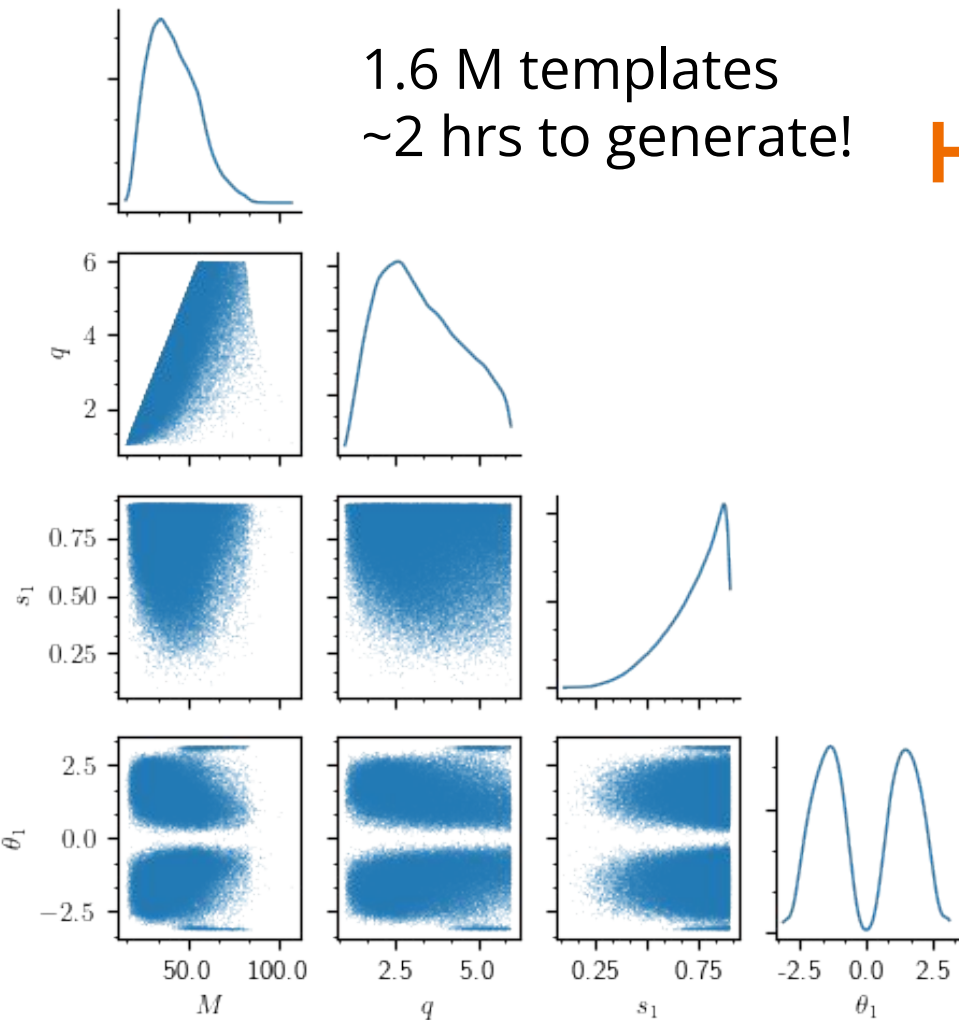 1.6 M templates
~2 hrs to generate!
H
6
4
2
q
0.75
0.50
0.25
s1
2.5
0.0
−2.5
θ1
50.0 100.0
M
2.5 5.0
q
0.25 0.75
s1
-2.5 0.0 2.5
θ1